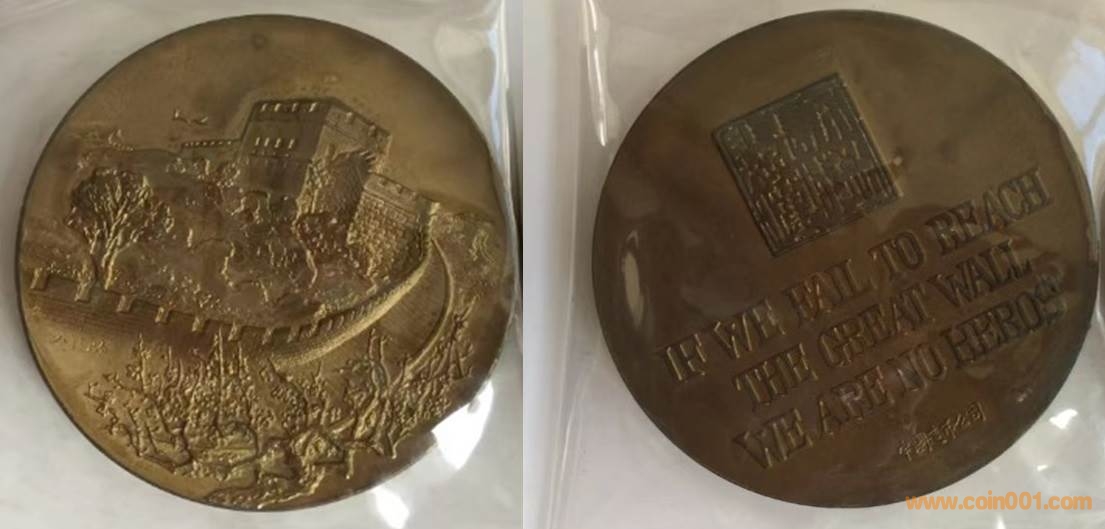 IF WE FAIL TO REACH
THE GREAT WALL
WE ARE NO HEROS
www.coin001.com